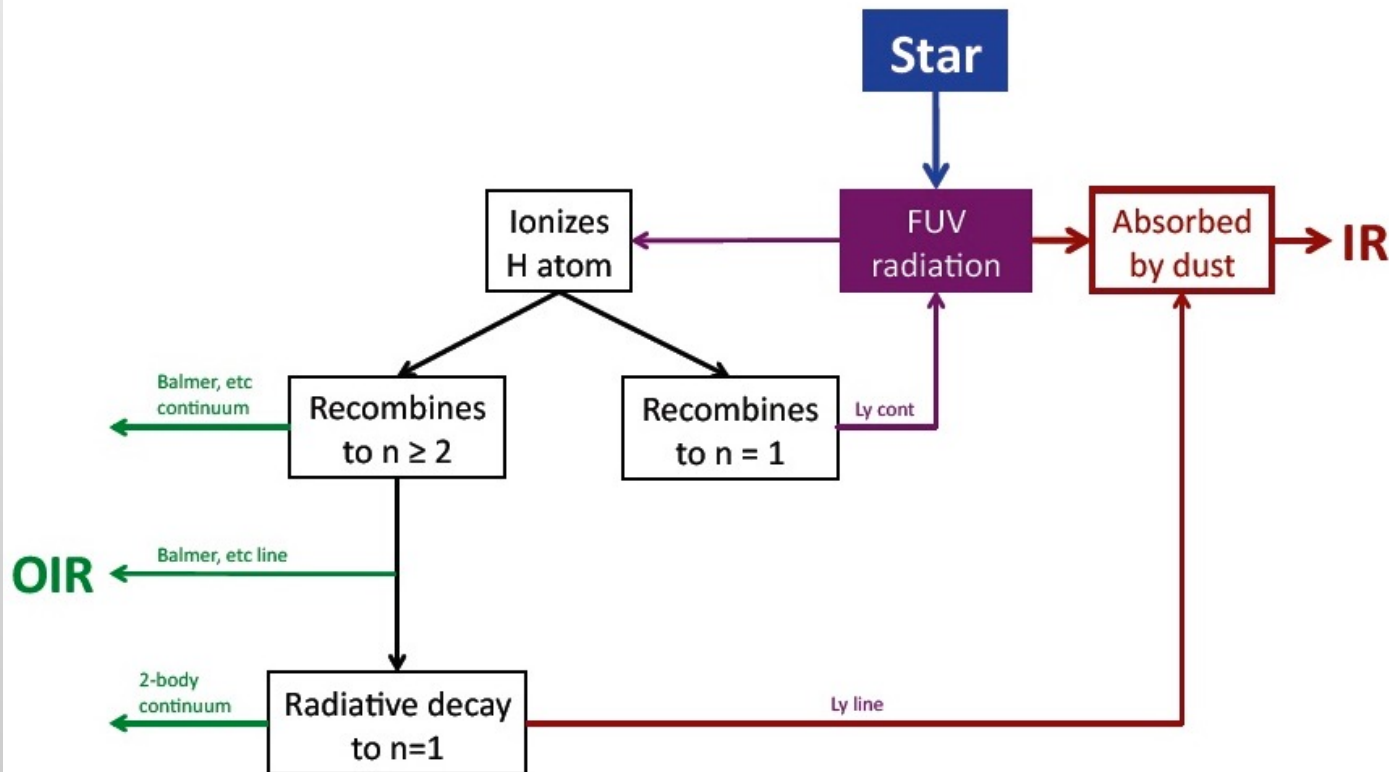 Star
Ionizes
H atom
FUV
radiation
Absorbed
by dust
IR
Balmer, etc
continuum
Recombines
to n ≥ 2
Recombines
to n = 1
Ly cont
OIR
Balmer, etc line
2-body
continuum
Radiative decay
to n=1
Ly line